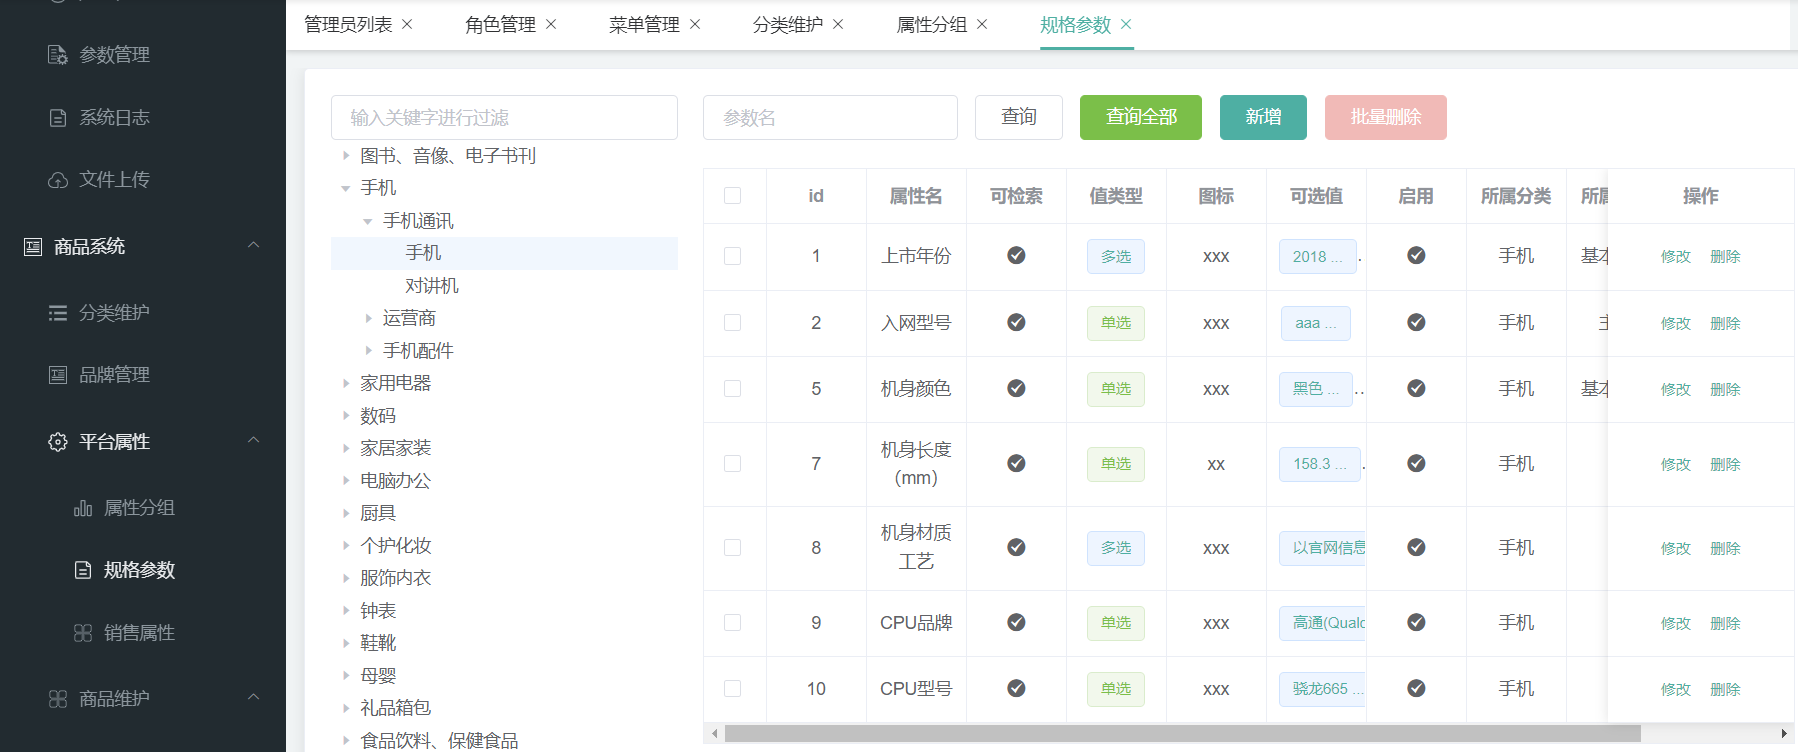 参数管理
系统日志
文件上传
商品系统
分类维护
品牌管理
平台属性
属性分组
规格参数
销售属性
商品维护
管理员列表 角色管理 菜单管理 分类维护 属性分组 规格参数
输入关键字进行过滤
图书、音像、电子书刊
手机
手机通讯
手机
对讲机
运营商
手机配件
家用电器
数码
家居家装
电脑办公
厨具
个护化妆
服饰内衣
钟表
鞋靴
母婴
礼品箱包
食品饮料、保健食品
参数名 查询 查询全部 新增 批量删除
id 属性名 可检索 值类型 图标 可选值 启用 所属分类 所属 操作
1 上市年份 多选 xxx 2018 ... . 手机 基本 修改 删除
2 入网型号 单选 xxx aaa ... 手机 主 修改 删除
5 机身颜色 单选 xxx 黑色 ... .. 手机 基本 修改 删除
7 机身长度（mm） 单选 xx 158.3 ... . 手机 修改 删除
8 机身材质工艺 多选 xxx 以官网信息 手机 修改 删除
9 CPU品牌 单选 xxx 高通(Qualc 手机 修改 删除
10 CPU型号 单选 xxx 骁龙665 ... 手机 修改 删除